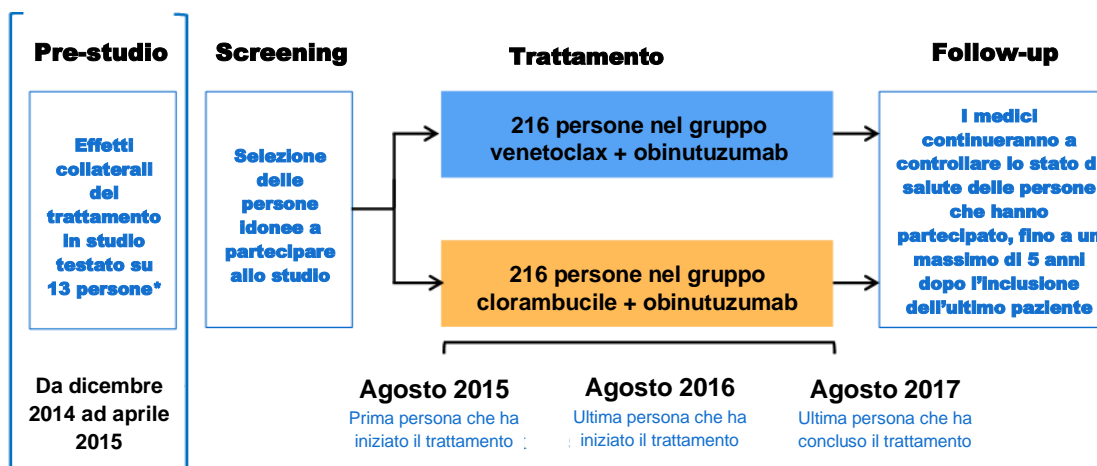 Pre-studio
Effetti
collaterali
del
trattamento
in studio
testato su
13 persone*
Da dicembre
2014 ad aprile
2015
Screening
Selezione
delle
persone
idonee a
partecipare
allo studio
Trattamento
216 persone nel gruppo
venetoclax + obinutuzumab
216 persone nel gruppo
clorambucile + obinutuzumab
Agosto 2015
Prima persona che ha
iniziato il trattamento
Agosto 2016
Ultima persona che ha
iniziato il trattamento
Agosto 2017
Ultima persona che ha
concluso il trattamento
Follow-up
I medici
continueranno a
controllare lo stato d
salute delle persone
che hanno
partecipato, fino a un
massimo di 5 anni
dopo l'inclusione
dell'ultimo paziente